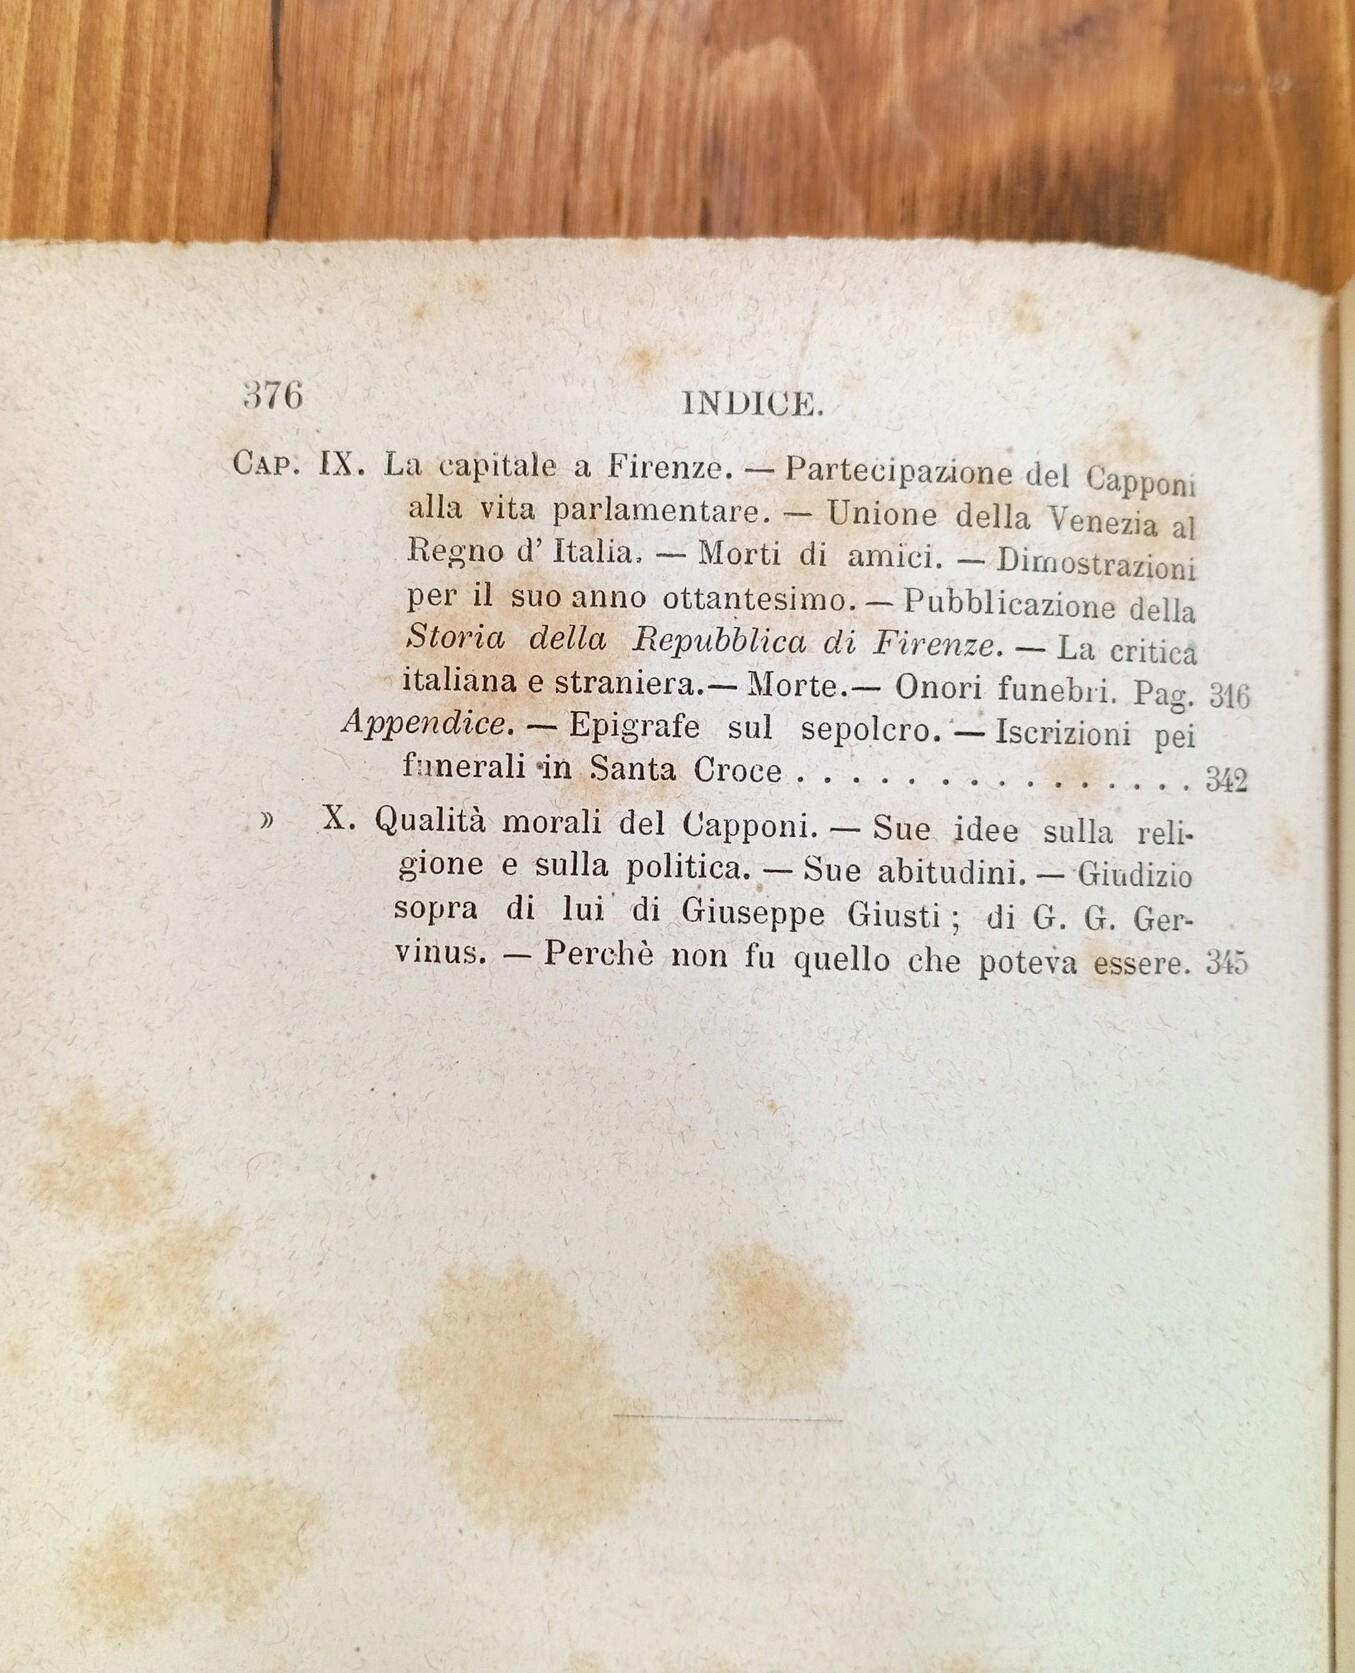 376 INDICE.
CAP. IX. La capitale a Firenze. — Partecipazione del Capponi
alla vita parlamentare. — Unione della Venezia al
Regno d' Italia. — Morti di amici. — Dimostrazioni
per il suo anno ottantesimo. — Pubblicazione della
Storia della Repubblica di Firenze. — La critica
italiana e straniera. — Morte. — Onori funebri. Pag. 316
Appendice. — Epigrafe sul sepolcro. — Iscrizioni pei
funerali in Santa Croce . . . . . . . . . . . . . . . 342
» X. Qualità morali del Capponi. — Sue idee sulla reli-
gione e sulla politica. — Sue abitudini. — Giudizio
sopra di lui di Giuseppe Giusti ; di G. G. Ger-
vinus. — Perchè non fu quello che poteva essere. 345